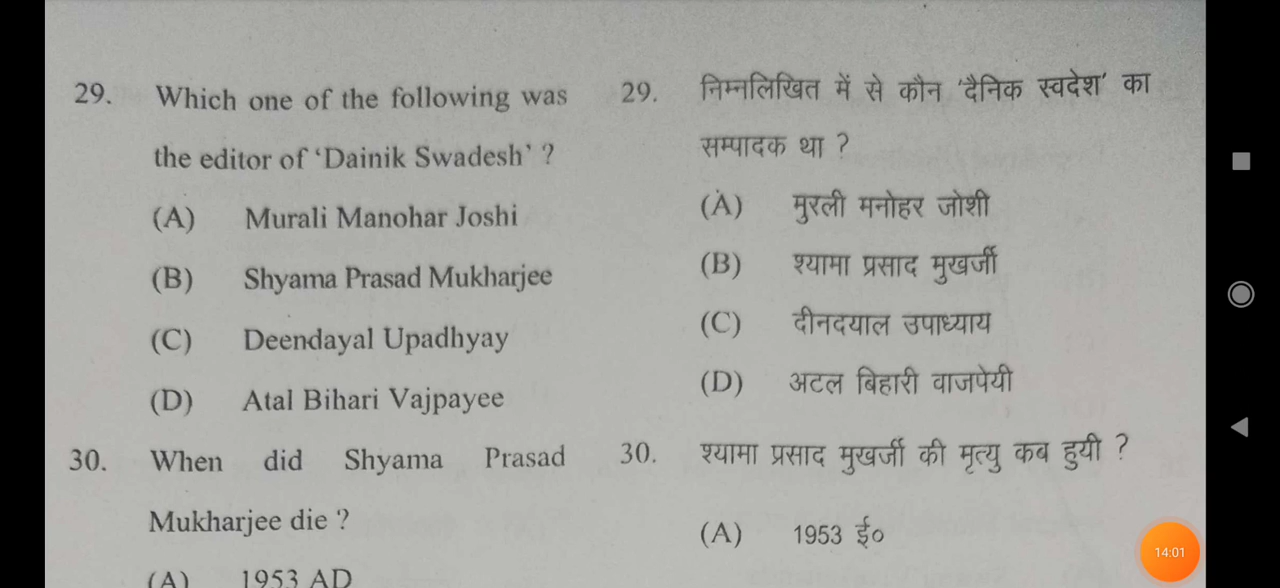 29. Which one of the following was
the editor of ‘Dainik Swadesh’ ?
(A) Murali Manohar Joshi
(B) Shyama Prasad Mukharjee
(C) Deendayal Upadhyay
(D) Atal Bihari Vajpayee
30. When did Shyama Prasad
Mukharjee die ?
(A) 1953 AD
29. निम्नलिखित में से कौन ‘दैनिक स्वदेश’ का
सम्पादक था ?
(A) मुरली मनोहर जोशी
(B) श्यामा प्रसाद मुखर्जी
(C) दीनदयाल उपाध्याय
(D) अटल बिहारी वाजपेयी
30. श्यामा प्रसाद मुखर्जी की मृत्यु कब हुयी ?
(A) 1953 ई०
14:01